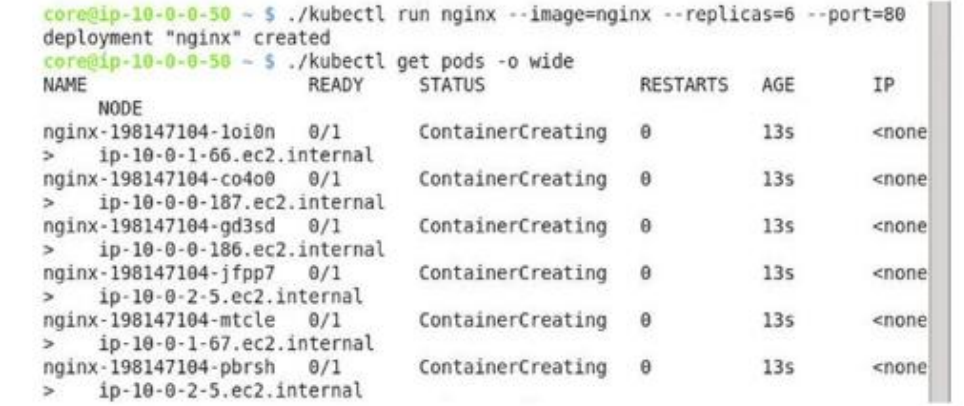 core@ip-10-0-0-50 ~ $ ./kubectl run nginx --image=nginx --replicas=6 --port=80
deployment "nginx" created
core@ip-10-0-0-50 ~ $ ./kubectl get pods -o wide
NAME READY STATUS RESTARTS AGE IP
NODE
nginx-198147104-1oi0n 0/1 ContainerCreating 0 13s <none
> ip-10-0-1-66.ec2.internal
nginx-198147104-co4o0 0/1 ContainerCreating 0 13s <none
> ip-10-0-0-187.ec2.internal
nginx-198147104-gd3sd 0/1 ContainerCreating 0 13s <none
> ip-10-0-0-186.ec2.internal
nginx-198147104-jfpp7 0/1 ContainerCreating 0 13s <none
> ip-10-0-2-5.ec2.internal
nginx-198147104-mtcle 0/1 ContainerCreating 0 13s <none
> ip-10-0-1-67.ec2.internal
nginx-198147104-pbrsh 0/1 ContainerCreating 0 13s <none
> ip-10-0-2-5.ec2.internal